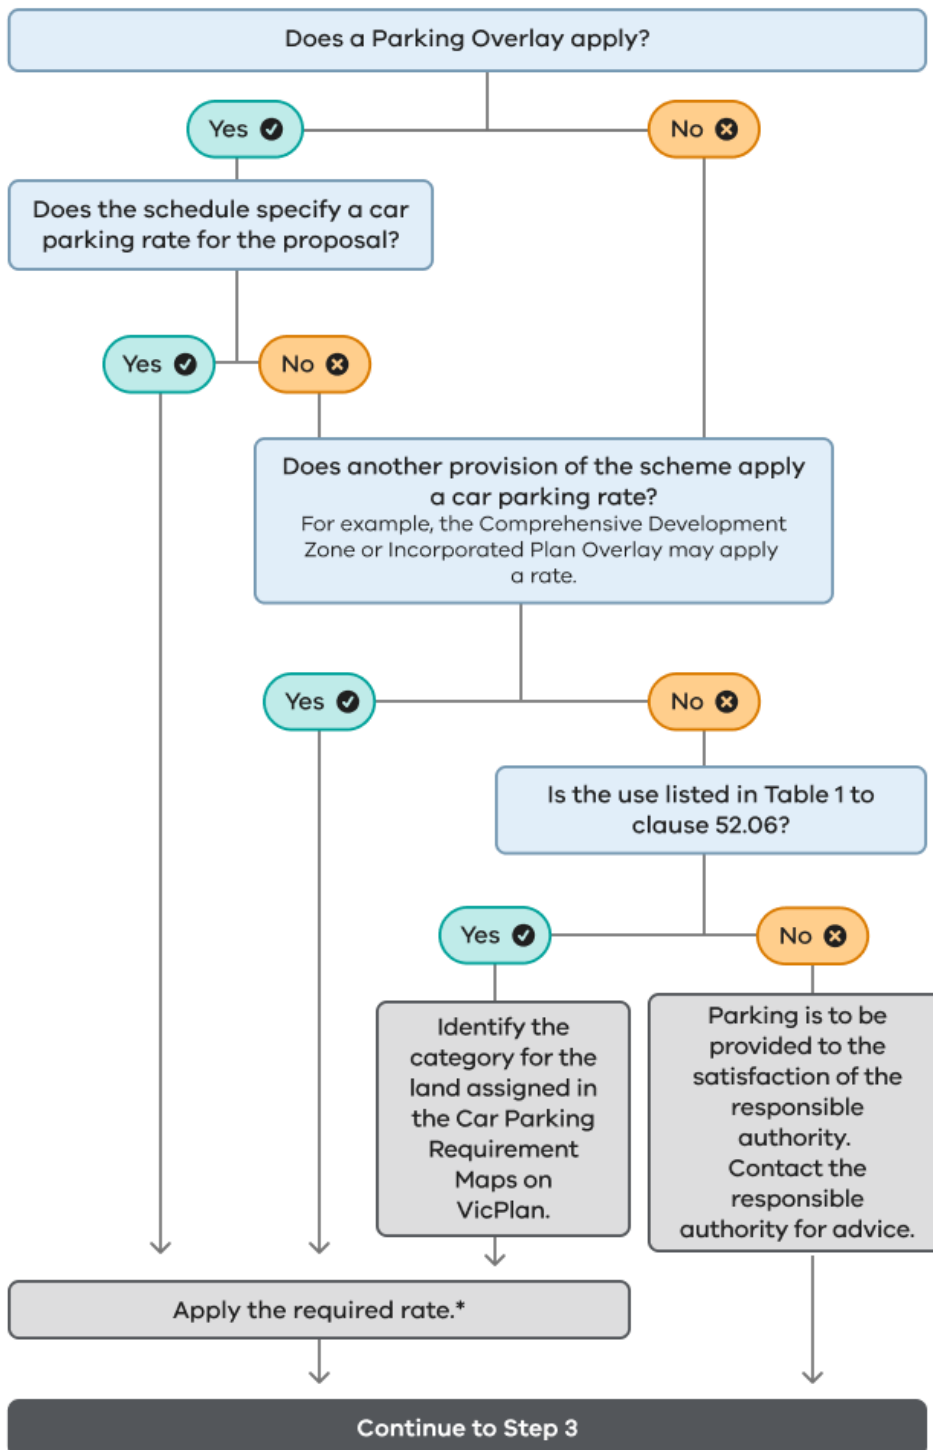 Does a Parking Overlay apply?
Yes
No
Does the schedule specify a car
parking rate for the proposal?
Yes
No
Does another provision of the scheme apply
a car parking rate?
For example, the Comprehensive Development
Zone or Incorporated Plan Overlay may apply
a rate.
Yes
No
Is the use listed in Table 1 to
clause 52.06?
Yes
No
Identify the
category for the
land assigned in
the Car Parking
Requirement
Maps on
VicPlan.
Parking is to be
provided to the
satisfaction of the
responsible
authority.
Contact the
responsible
authority for advice.
Apply the required rate.*
Continue to Step 3